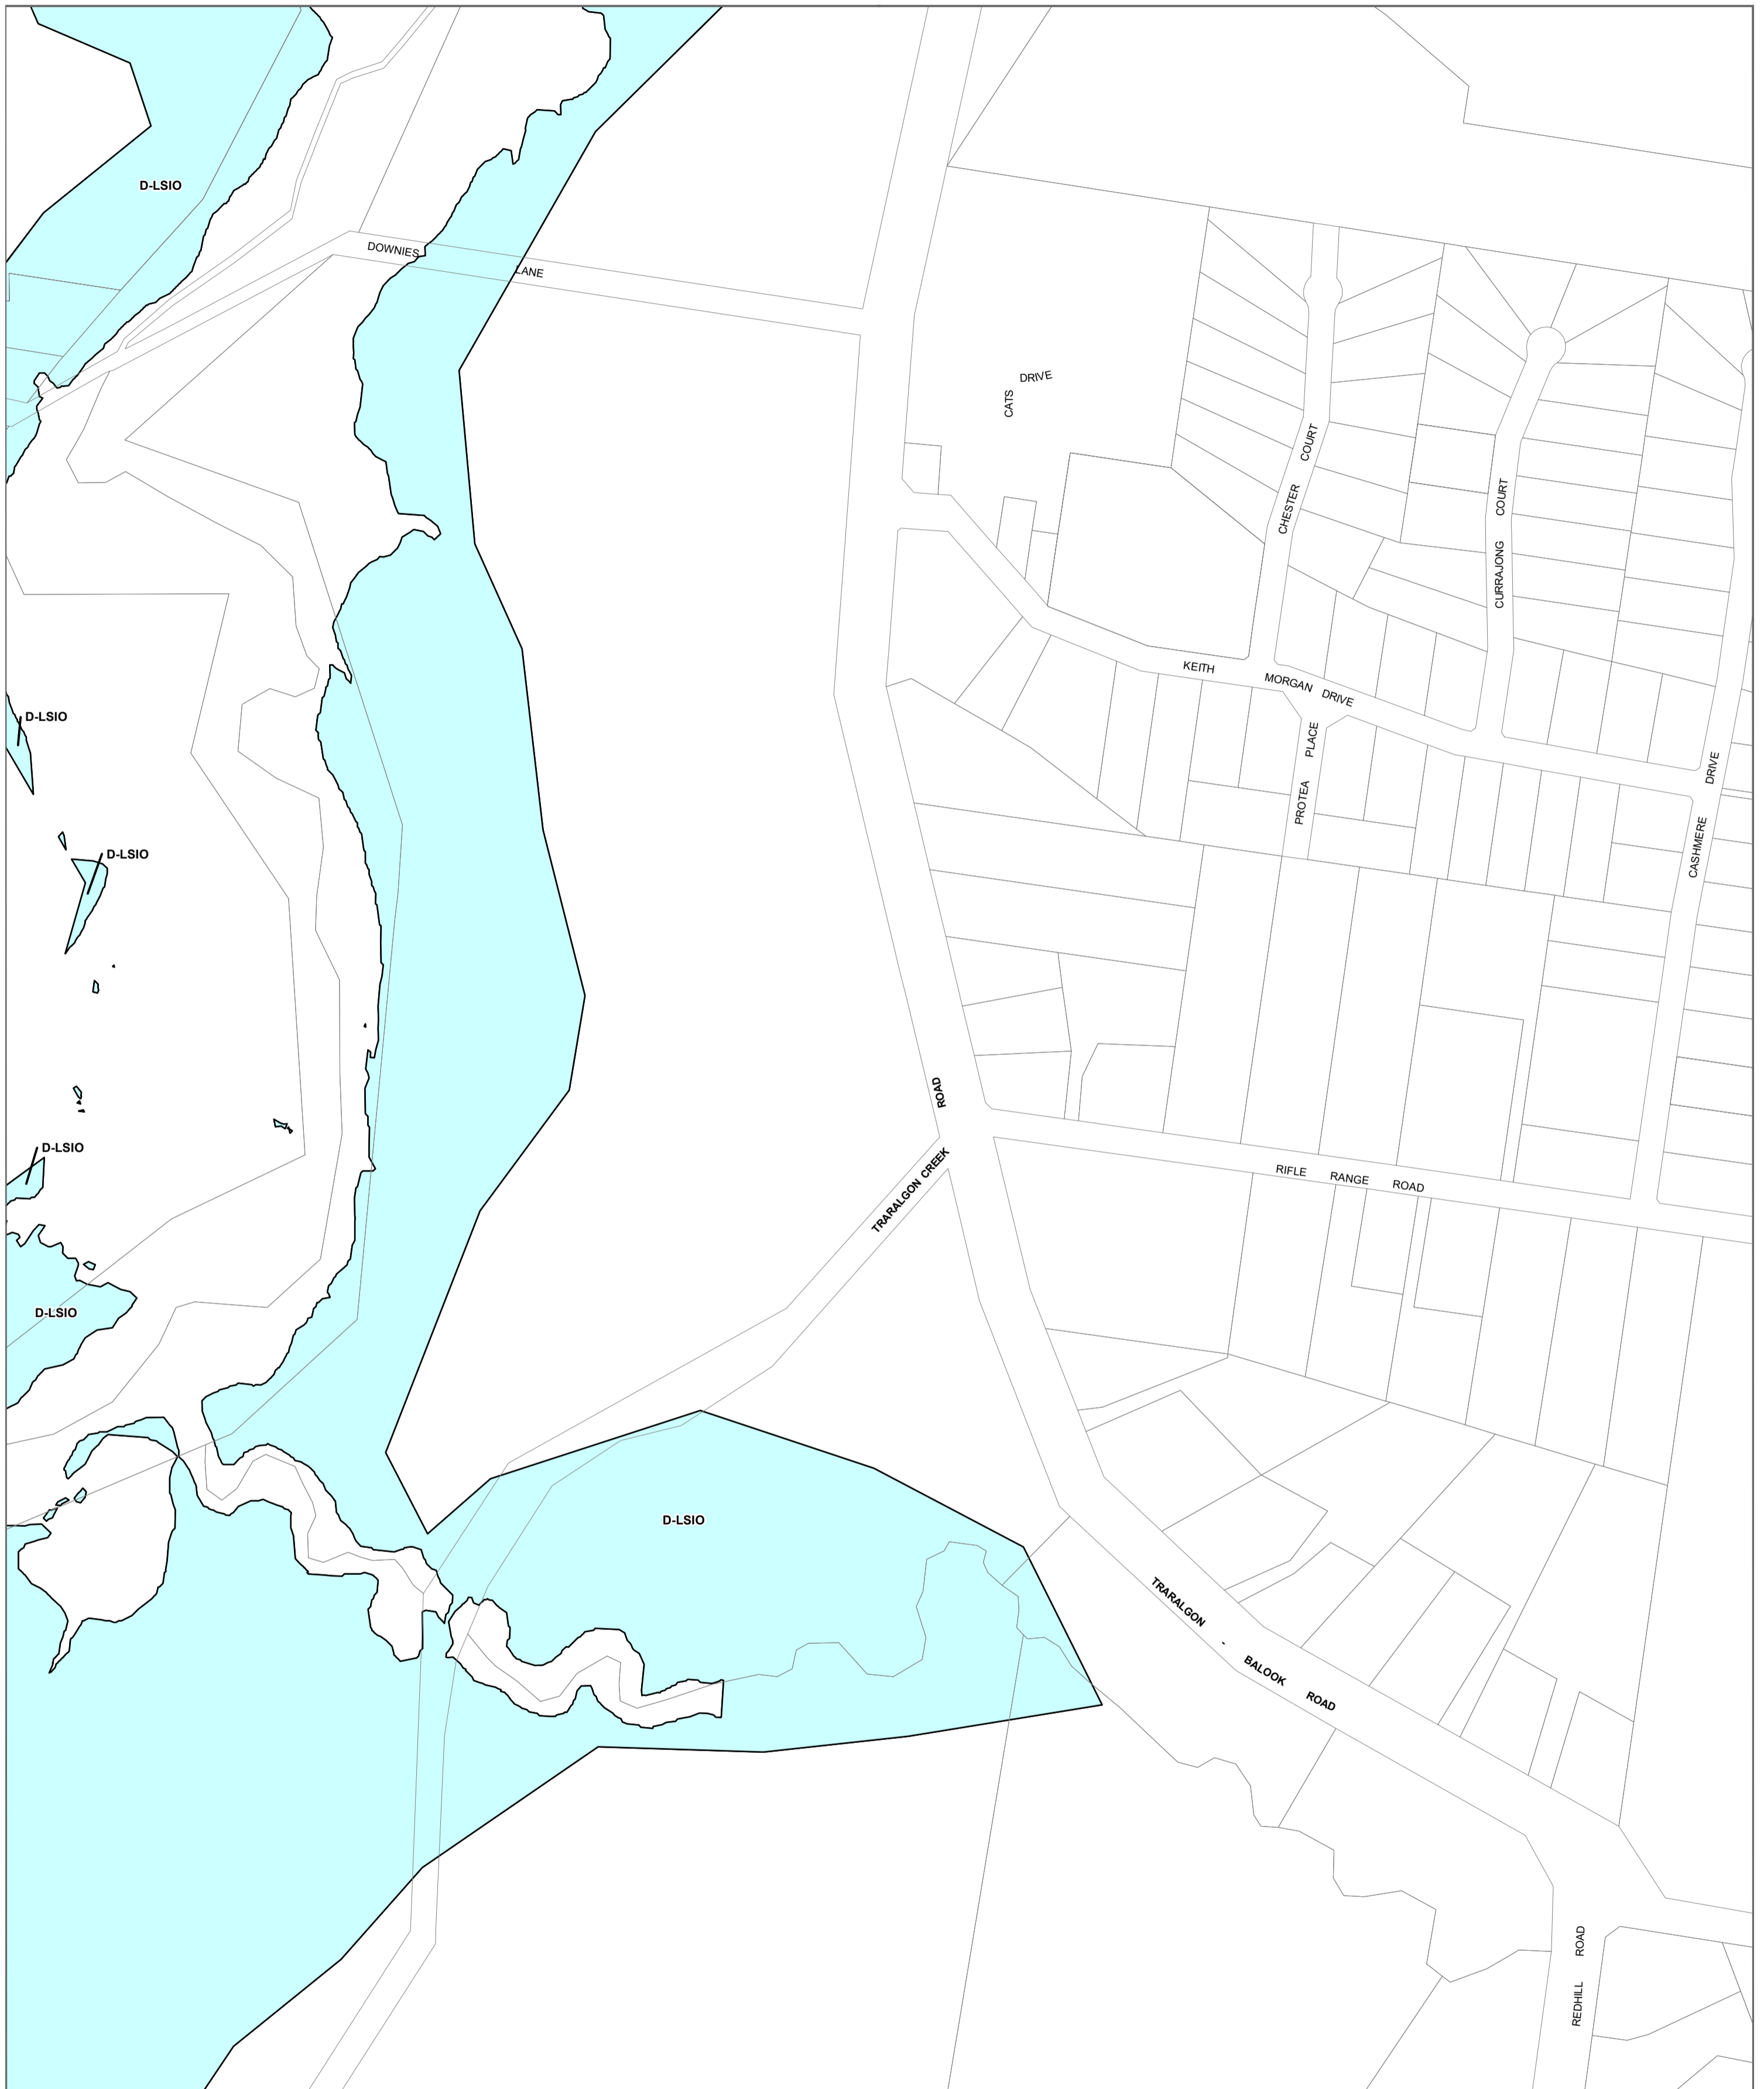 D-LSIO
DOWNIES LANE
CATS DRIVE
CHESTER COURT
CURRAJONG COURT
KEITH MORGAN DRIVE
D-LSIO
PROTEA PLACE
CASHMERE DRIVE
D-LSIO
TRARALGON CREEK ROAD
D-LSIO
RIFLE RANGE ROAD
D-LSIO
D-LSIO
TRARALGON - BALOOK ROAD
REDHILL ROAD